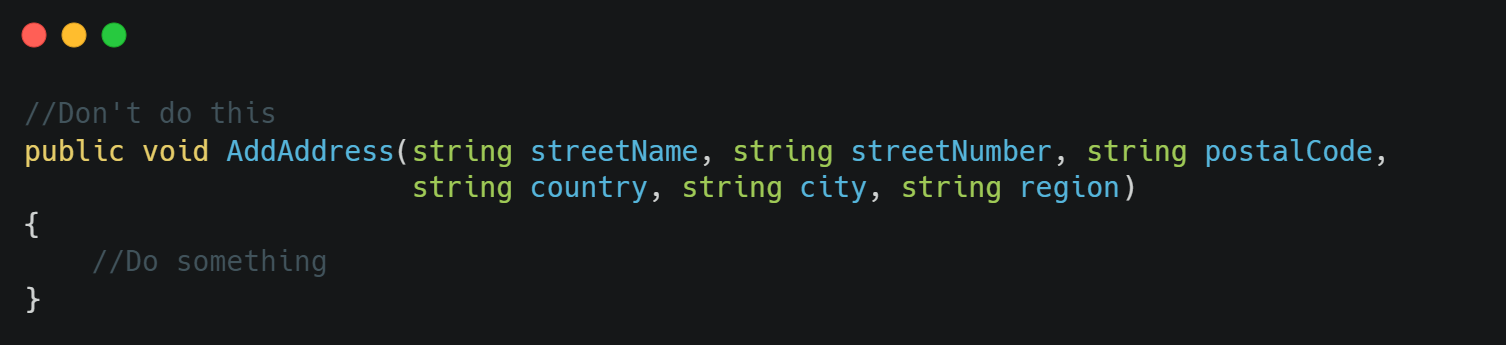 //Don't do this
public void AddAddress(string streetName, string streetNumber, string postalCode,
                       string country, string city, string region)
{
    //Do something
}